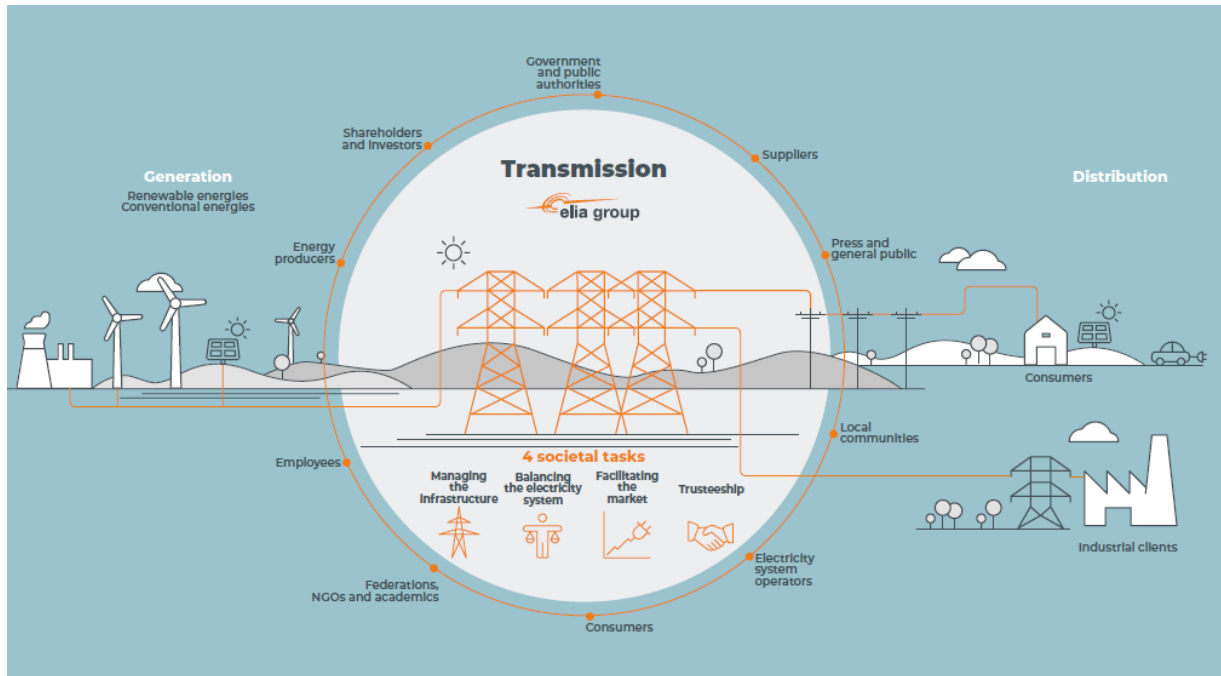 Government
and public
authorities
Shareholders
and investors
Suppliers
Transmission
elia group
Generation
Renewable energies
Conventional energies
Distribution
Energy
producers
Press and
general public
Consumers
Local
communities
Employees
4 societal tasks
Managing
the
infrastructure
Balancing
the electricity
system
Facilitating
the
market
Trusteeship
Industrial clients
Electricity
system
operators
Federations,
NGOs and academics
Consumers